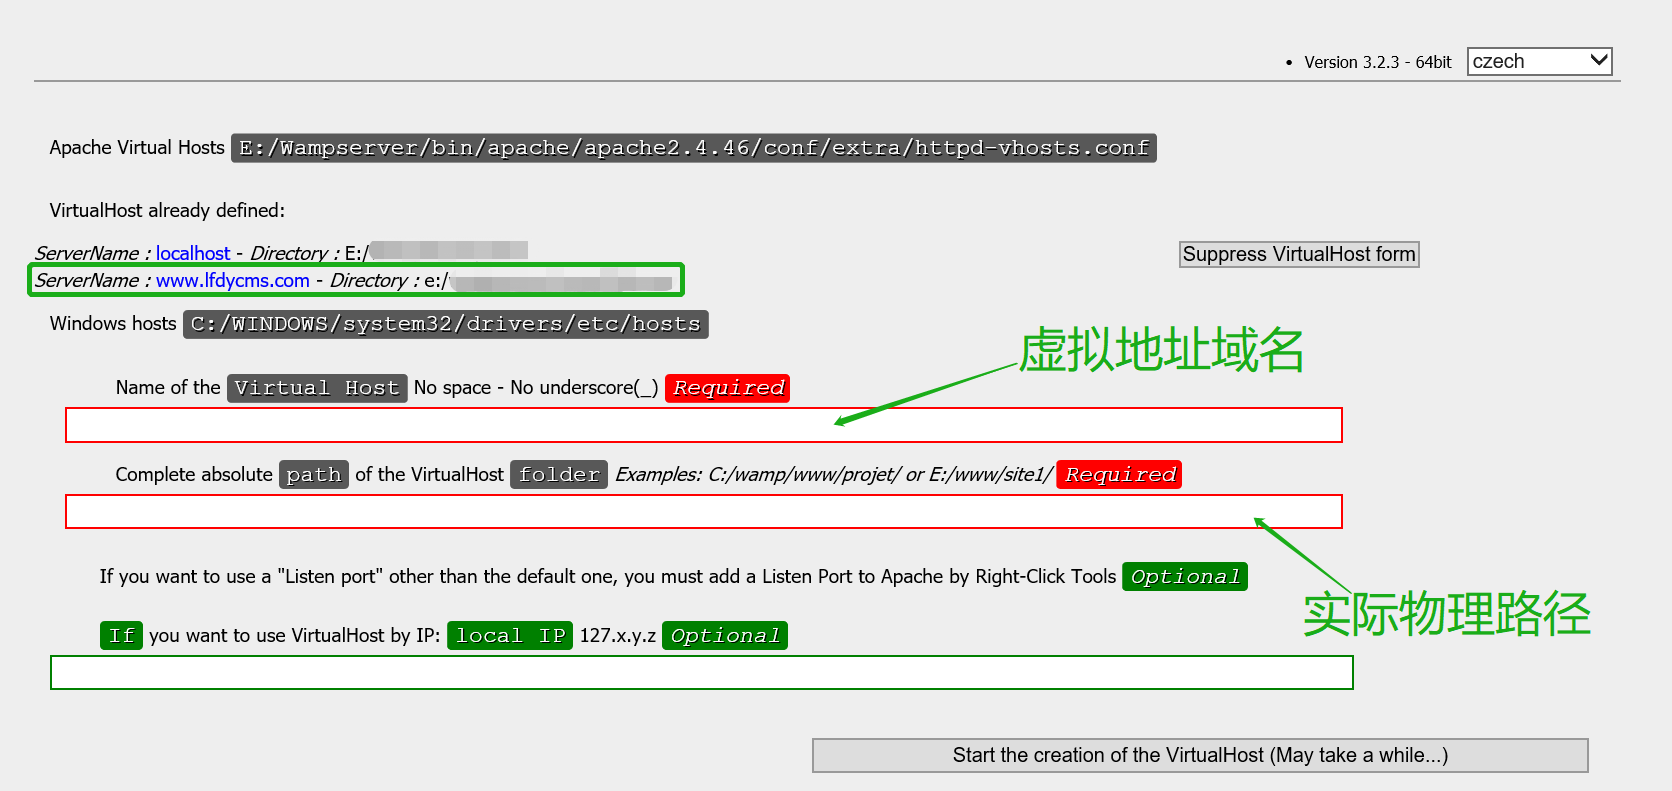 Version 3.2.3 - 64bit czech
Apache Virtual Hosts E:/Wampserver/bin/apache/apache2.4.46/conf/extra/httpd-vhosts.conf
VirtualHost already defined:
ServerName : localhost - Directory : E:/
Suppress VirtualHost form
ServerName : www.lfdycms.com - Directory : e:/
Windows hosts C:/WINDOWS/system32/drivers/etc/hosts
虚拟地址域名
Name of the Virtual Host No space - No underscore(_) Required
Complete absolute path of the VirtualHost folder Examples: C:/wamp/www/projet/ or E:/www/site1/ Required
If you want to use a "Listen port" other than the default one, you must add a Listen Port to Apache by Right-Click Tools Optional
实际物理路径
If you want to use VirtualHost by IP: local IP 127.x.y.z Optional
Start the creation of the VirtualHost (May take a while...)